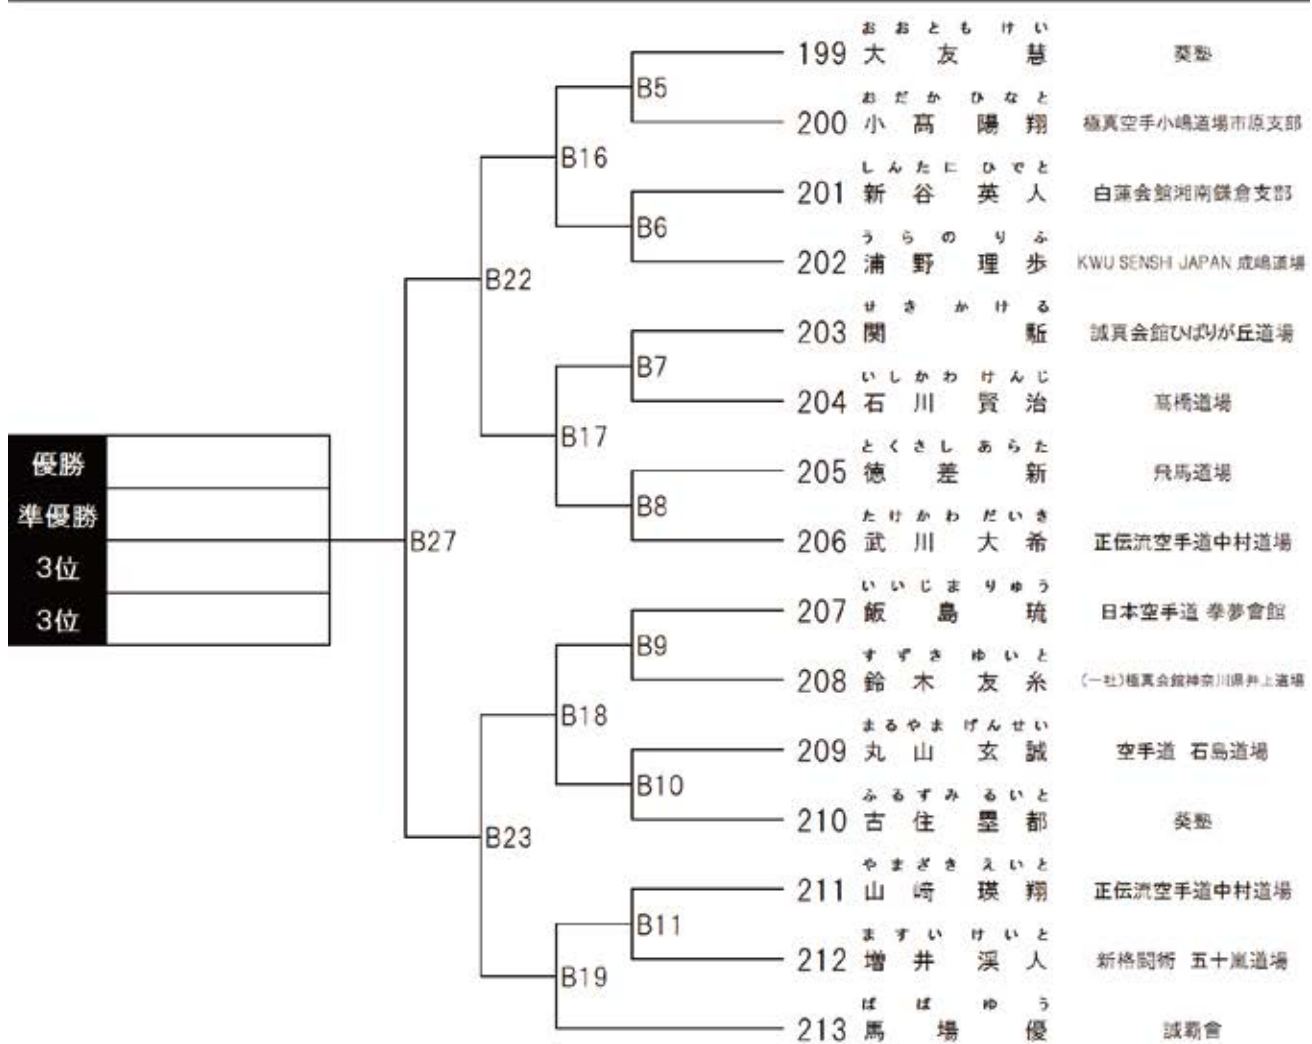 おおとも けい
199 大友 慧 葵塾
B5
おだか ひなと
200 小髙 陽翔 極真空手小嶋道場市原支部
B16
しんたに ひでと
201 新谷 英人 白蓮会館湘南鎌倉支部
B6
うらの りふ
202 浦野 理歩 KWU SENSHI JAPAN 成嶋道場
B22
せき かける
203 関 駈 誠真会館ひばりが丘道場
B7
いしかわ けんじ
204 石川 賢治 髙橋道場
B17
とくさし あらた
205 徳差 新 飛馬道場
B8
たけかわ だいき
206 武川 大希 正伝流空手道中村道場
優勝
準優勝
3位
3位
B27
いいじま りゅう
207 飯島 琉 日本空手道 拳夢會館
B9
すずき ゆいと
208 鈴木 友糸 (一社)極真会館神奈川県井上道場
B18
まるやま げんせい
209 丸山 玄誠 空手道 石島道場
B10
ふるずみ るいと
210 古住 塁都 葵塾
B23
やまざき えいと
211 山﨑 瑛翔 正伝流空手道中村道場
B11
ますい けいと
212 増井 渓人 新格闘術 五十嵐道場
B19
ばば ゆう
213 馬場 優 誠覇會